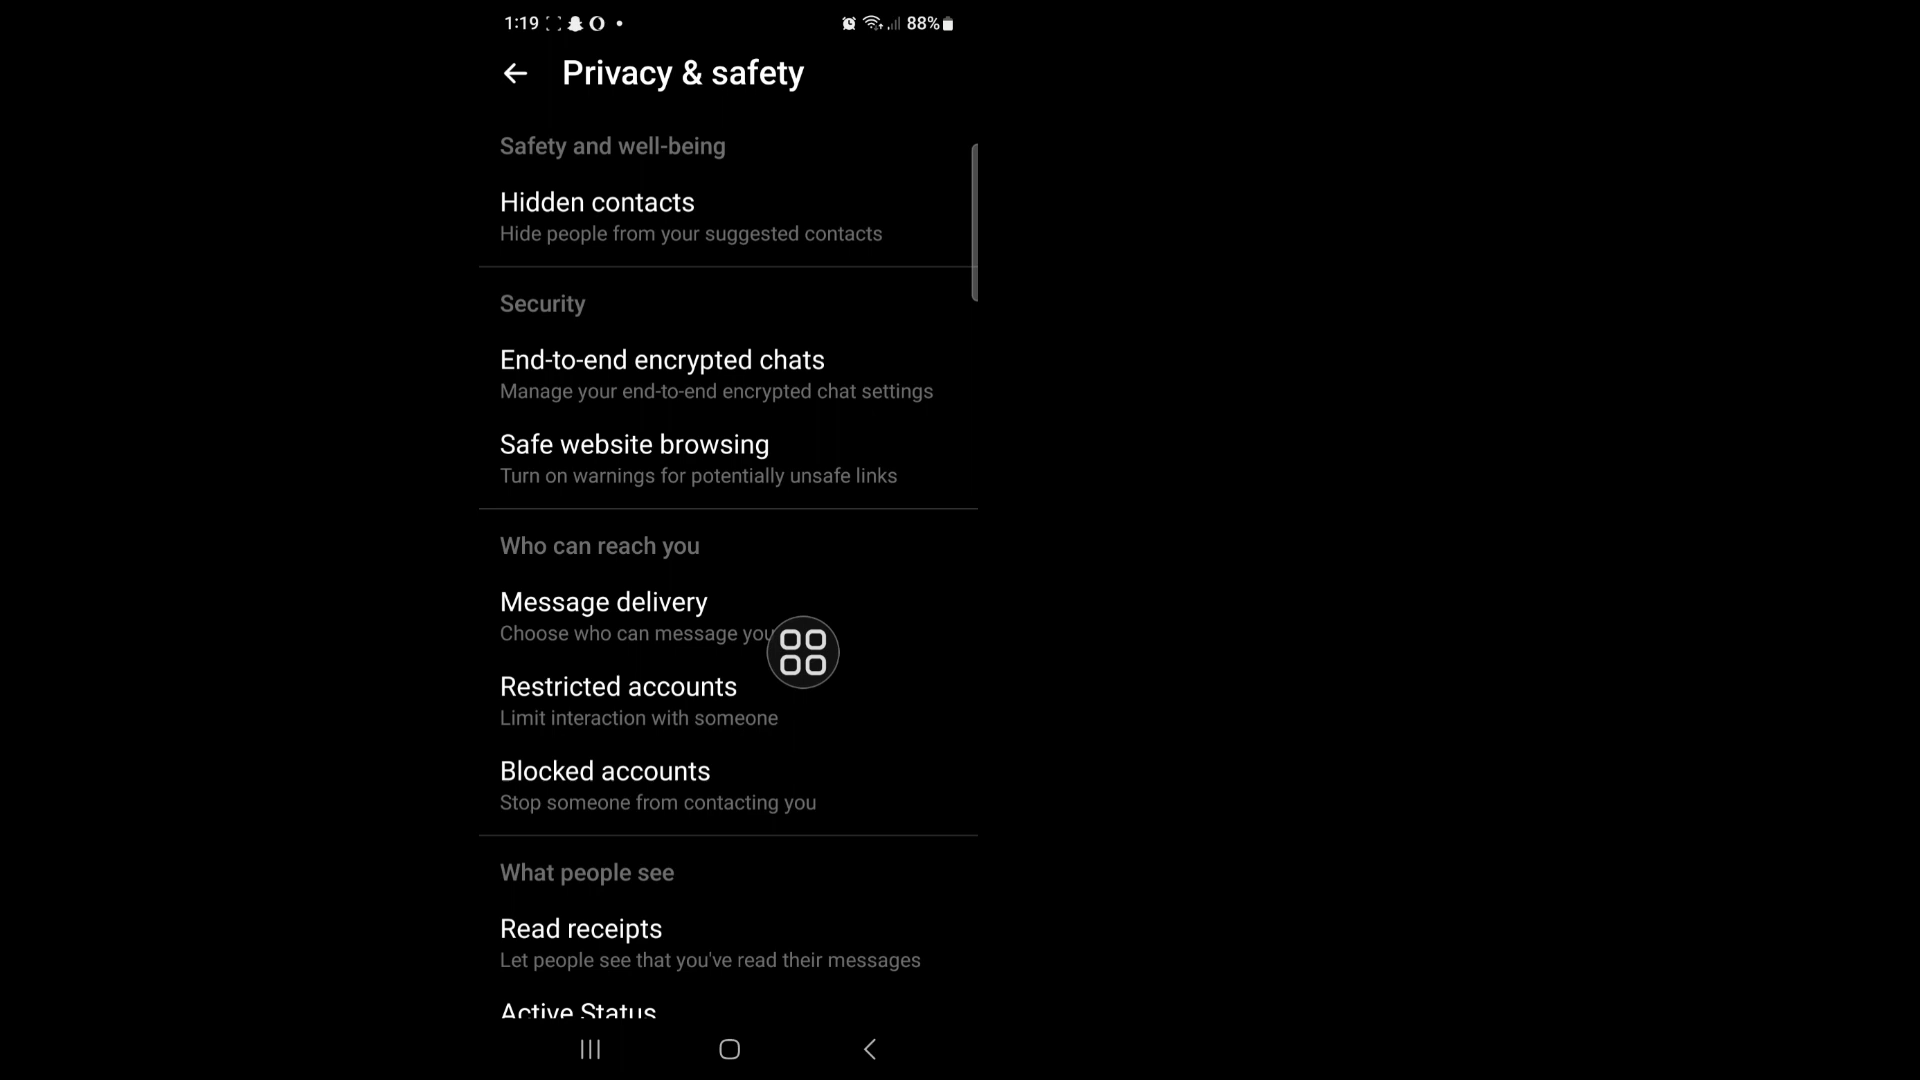 1:19 88%
Privacy & safety
Safety and well-being
Hidden contacts
Hide people from your suggested contacts
Security
End-to-end encrypted chats
Manage your end-to-end encrypted chat settings
Safe website browsing
Turn on warnings for potentially unsafe links
Who can reach you
Message delivery
Choose who can message you
Restricted accounts
Limit interaction with someone
Blocked accounts
Stop someone from contacting you
What people see
Read receipts
Let people see that you've read their messages
Active Status